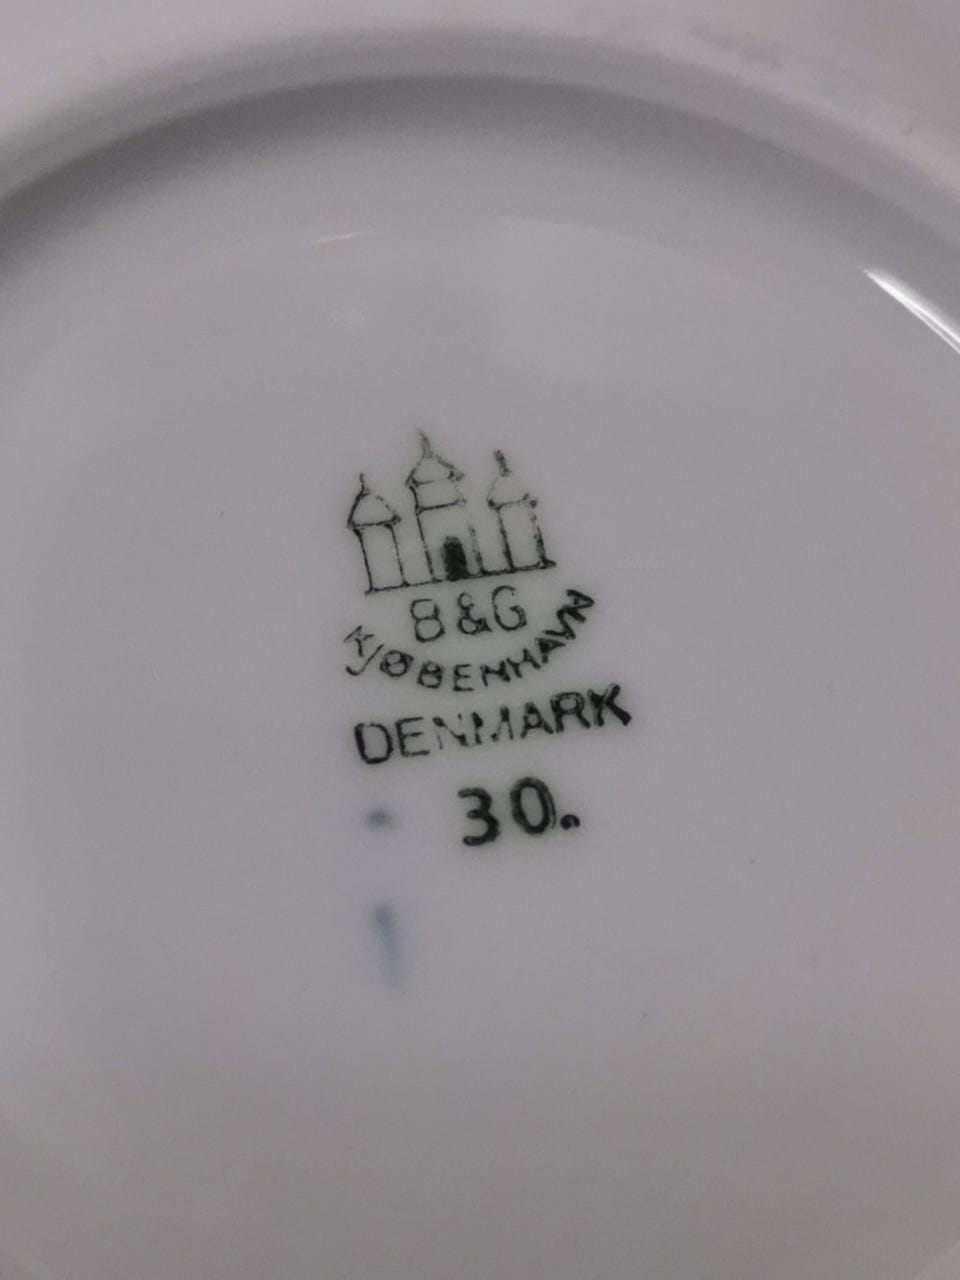 B&G
KJØBENHAVN
DENMARK
30.